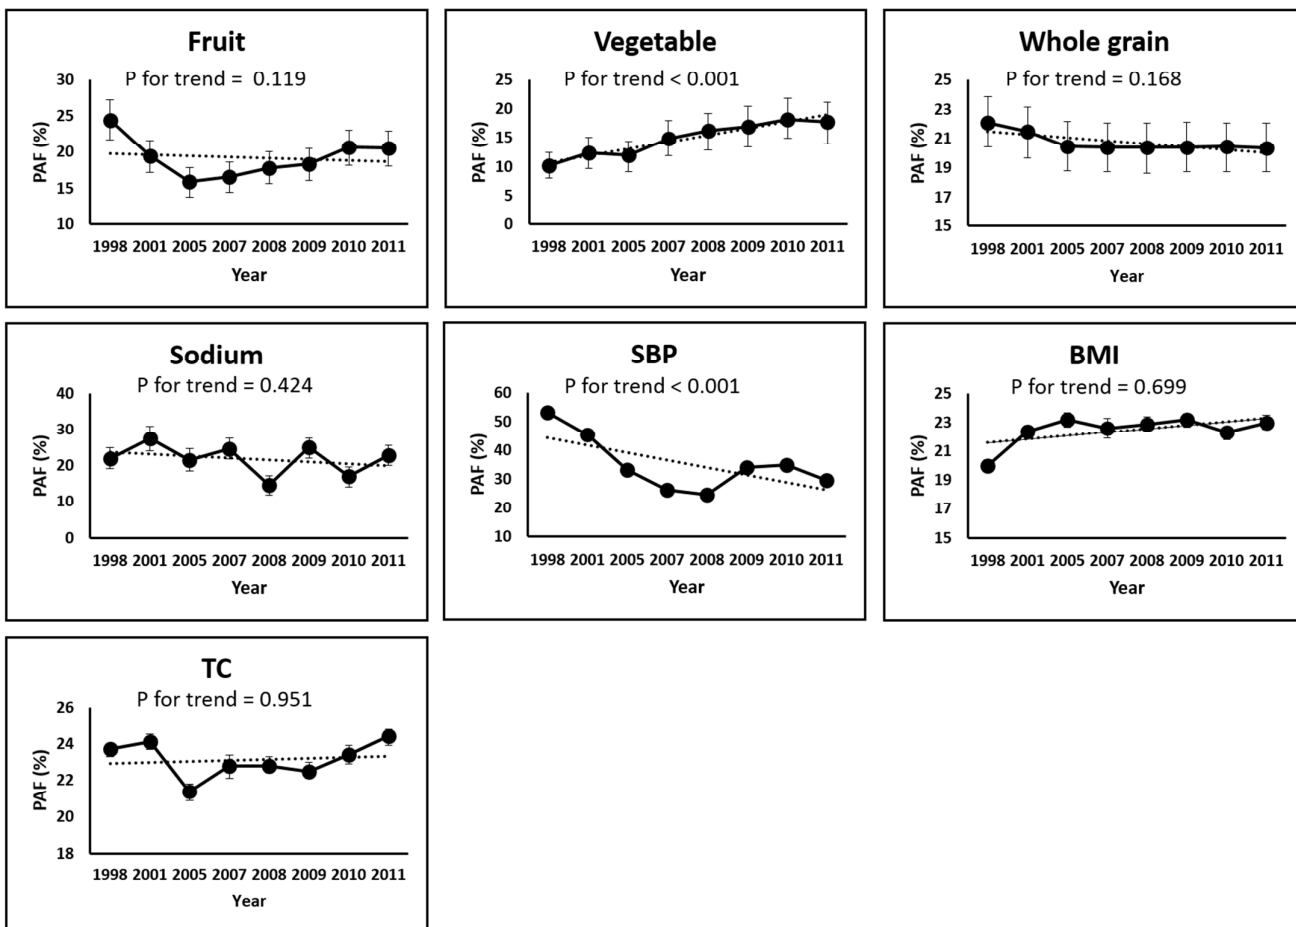 Fruit
P for trend = 0.119
PAF (%)
30
25
20
15
10
1998 2001 2005 2007 2008 2009 2010 2011
Year
Vegetable
P for trend < 0.001
PAF (%)
25
20
15
10
5
0
1998 2001 2005 2007 2008 2009 2010 2011
Year
Whole grain
P for trend = 0.168
PAF (%)
25
23
21
19
17
15
1998 2001 2005 2007 2008 2009 2010 2011
Year
Sodium
P for trend = 0.424
PAF (%)
40
30
20
10
0
1998 2001 2005 2007 2008 2009 2010 2011
Year
SBP
P for trend < 0.001
PAF (%)
60
50
40
30
20
10
1998 2001 2005 2007 2008 2009 2010 2011
Year
BMI
P for trend = 0.699
PAF (%)
25
23
21
19
17
15
1998 2001 2005 2007 2008 2009 2010 2011
Year
TC
P for trend = 0.951
PAF (%)
26
24
22
20
18
1998 2001 2005 2007 2008 2009 2010 2011
Year